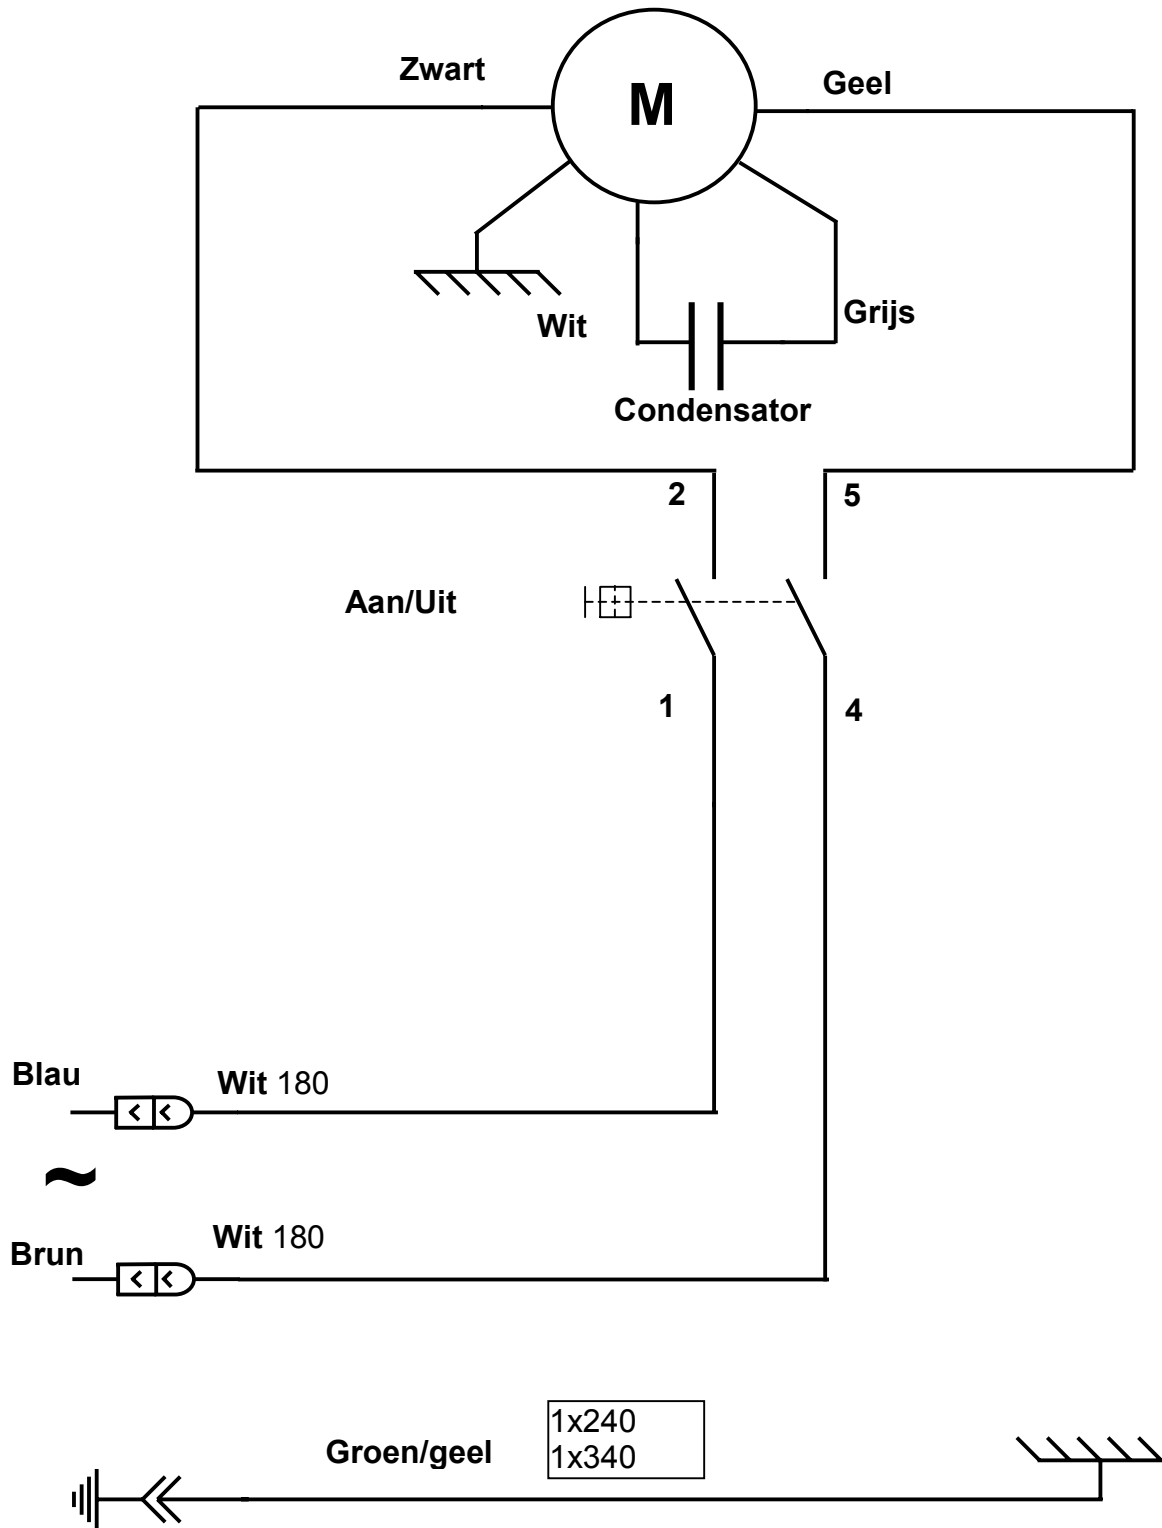 Zwart
M
Geel
Wit
Grijs
Condensator
2
5
Aan/Uit
1
4
Blau
Wit 180
~
Brun
Wit 180
1x240
1x340
Groen/geel